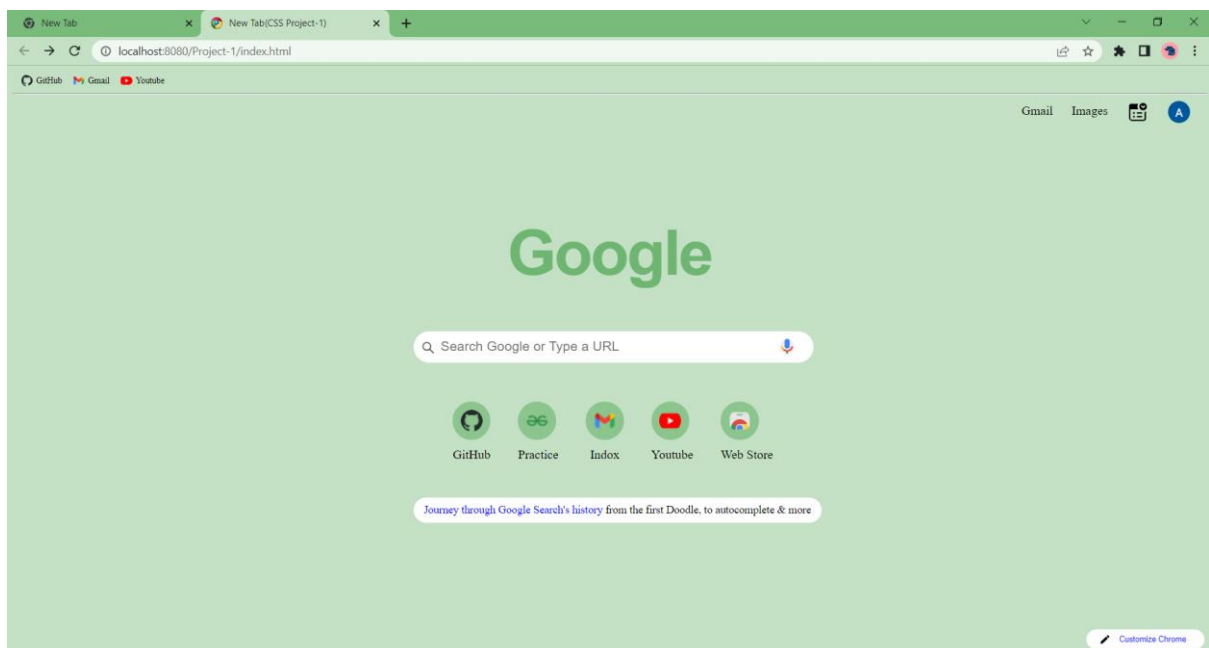 New Tab
New Tab(CSS Project-1)
localhost:8080/Project-1/index.html
GitHub Gmail Youtube
Gmail Images A
Google
Search Google or Type a URL
GitHub Practice Indox Youtube Web Store
Journey through Google Search's history from the first Doodle, to autocomplete & more
Customize Chrome